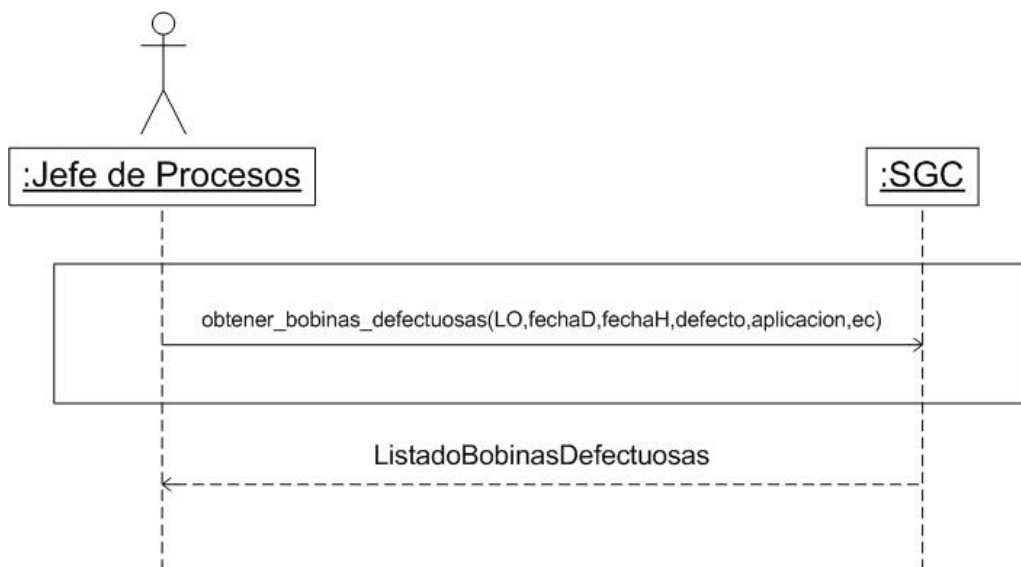 :Jefe de Procesos
:SGC
obtener_bobinas_defectuosas(LO,fechaD,fechaH,defecto,aplicacion,ec)
ListadoBobinasDefectuosas